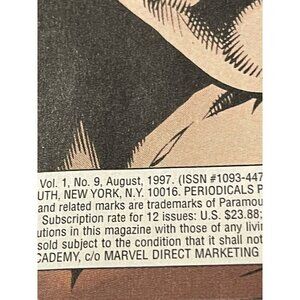 Vol. 1, No. 9, August, 1997. (ISSN #1093-447
UTH, NEW YORK, N.Y. 10016. PERIODICALS P
and related marks are trademarks of Paramou
Subscription rate for 12 issues: U.S. $23.88;
utions in this magazine with those of any livi
sold subject to the condition that it shall not
CADEMY, c/o MARVEL DIRECT MARKETING